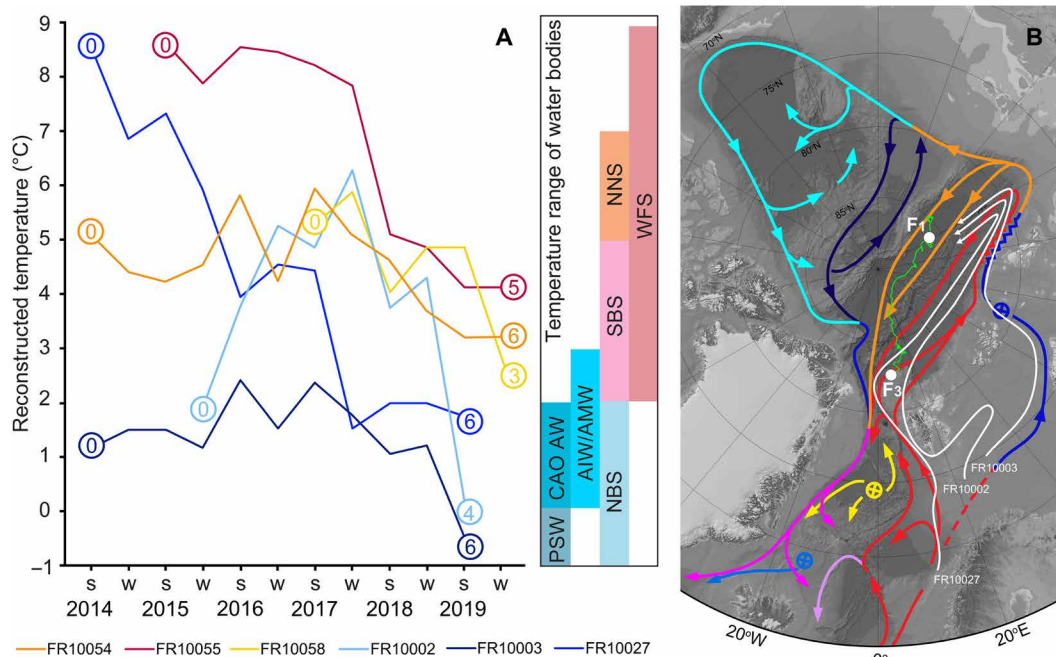 A
Reconstructed temperature (°C)
9
8
7
6
5
4
3
2
1
0
−1
0
0
0
0
0
0
5
6
3
6
4
6
S W S W S W S W S W S W
2014 2015 2016 2017 2018 2019
Temperature range of water bodies
PSW
CAO AW
AIW/AMW
NBS
SBS
NNS
WFS
FR10054 FR10055 FR10058 FR10002 FR10003 FR10027
B
70°N
75°N
80°N
85°N
F1
F3
FR10003
FR10002
FR10027
20°W
0°
20°E